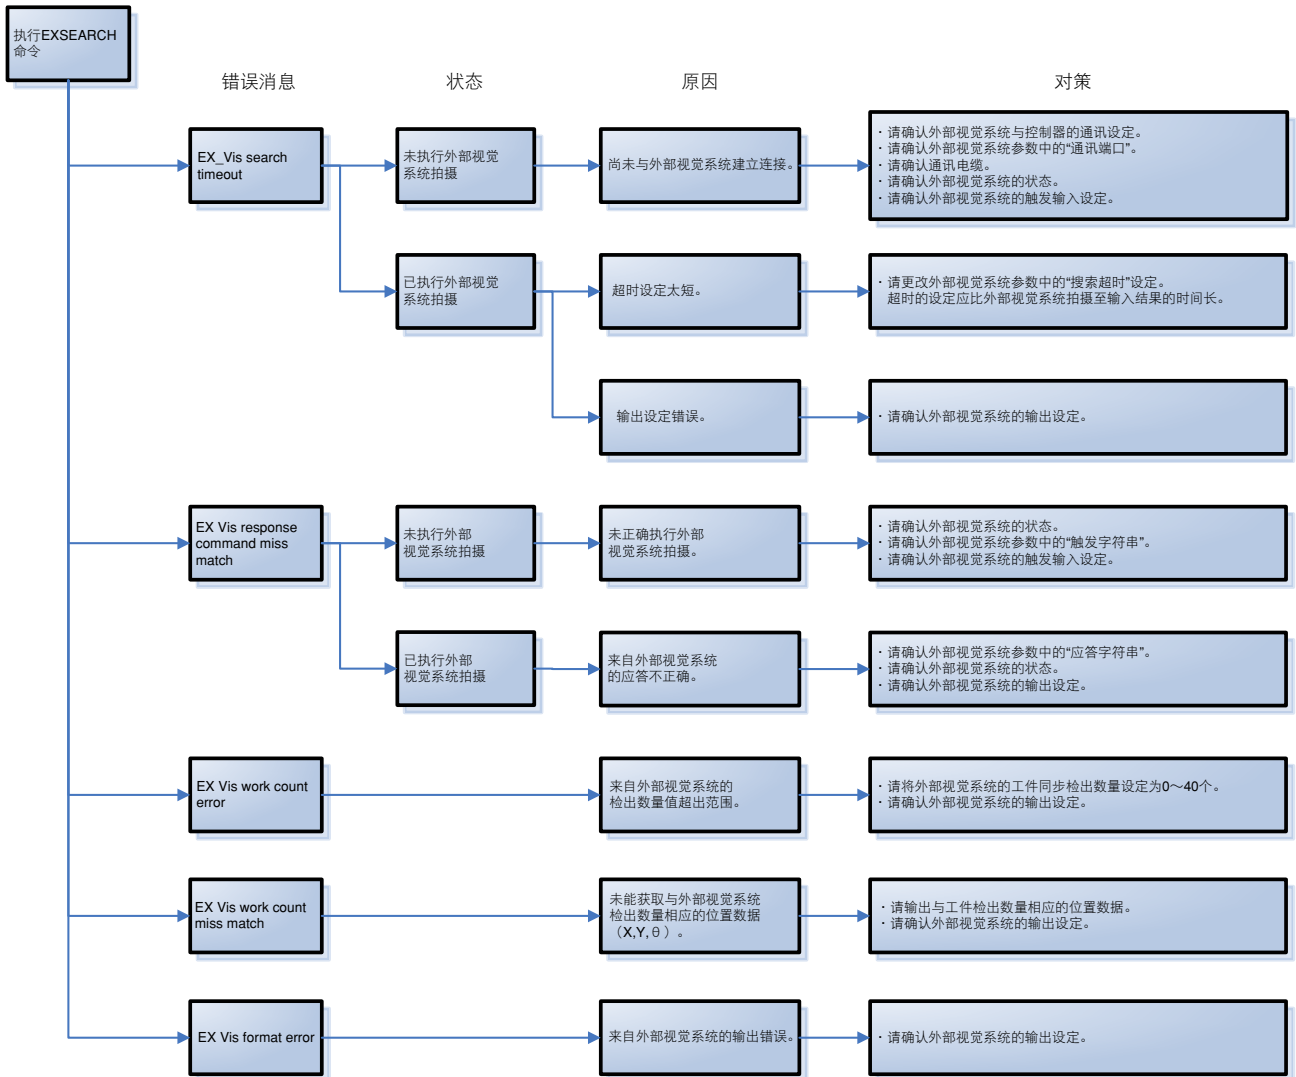 执行EXSEARCH
命令
错误消息
状态
原因
对策
EX_Vis search
timeout
未执行外部视觉
系统拍摄
尚未与外部视觉系统建立连接。
・请确认外部视觉系统与控制器的通讯设定。
・请确认外部视觉系统参数中的“通讯端口”。
・请确认通讯电缆。
・请确认外部视觉系统的状态。
・请确认外部视觉系统的触发输入设定。
已执行外部视觉
系统拍摄
超时设定太短。
・请更改外部视觉系统参数中的“搜索超时”设定。
超时的设定应比外部视觉系统拍摄至输入结果的时间长。
输出设定错误。
・请确认外部视觉系统的输出设定。
EX Vis response
command miss
match
未执行外部
视觉系统拍摄
未正确执行外部
视觉系统拍摄。
・请确认外部视觉系统的状态。
・请确认外部视觉系统参数中的“触发字符串”。
・请确认外部视觉系统的触发输入设定。
已执行外部
视觉系统拍摄
来自外部视觉系统
的应答不正确。
・请确认外部视觉系统参数中的“应答字符串”。
・请确认外部视觉系统的状态。
・请确认外部视觉系统的输出设定。
EX Vis work count
error
来自外部视觉系统的
检出数量值超出范围。
・请将外部视觉系统的工件同步检出数量设定为0～40个。
・请确认外部视觉系统的输出设定。
EX Vis work count
miss match
未能获取与外部视觉系统
检出数量相应的位置数据
（X,Y,θ）。
・请输出与工件检出数量相应的位置数据。
・请确认外部视觉系统的输出设定。
EX Vis format error
来自外部视觉系统的输出错误。
・请确认外部视觉系统的输出设定。